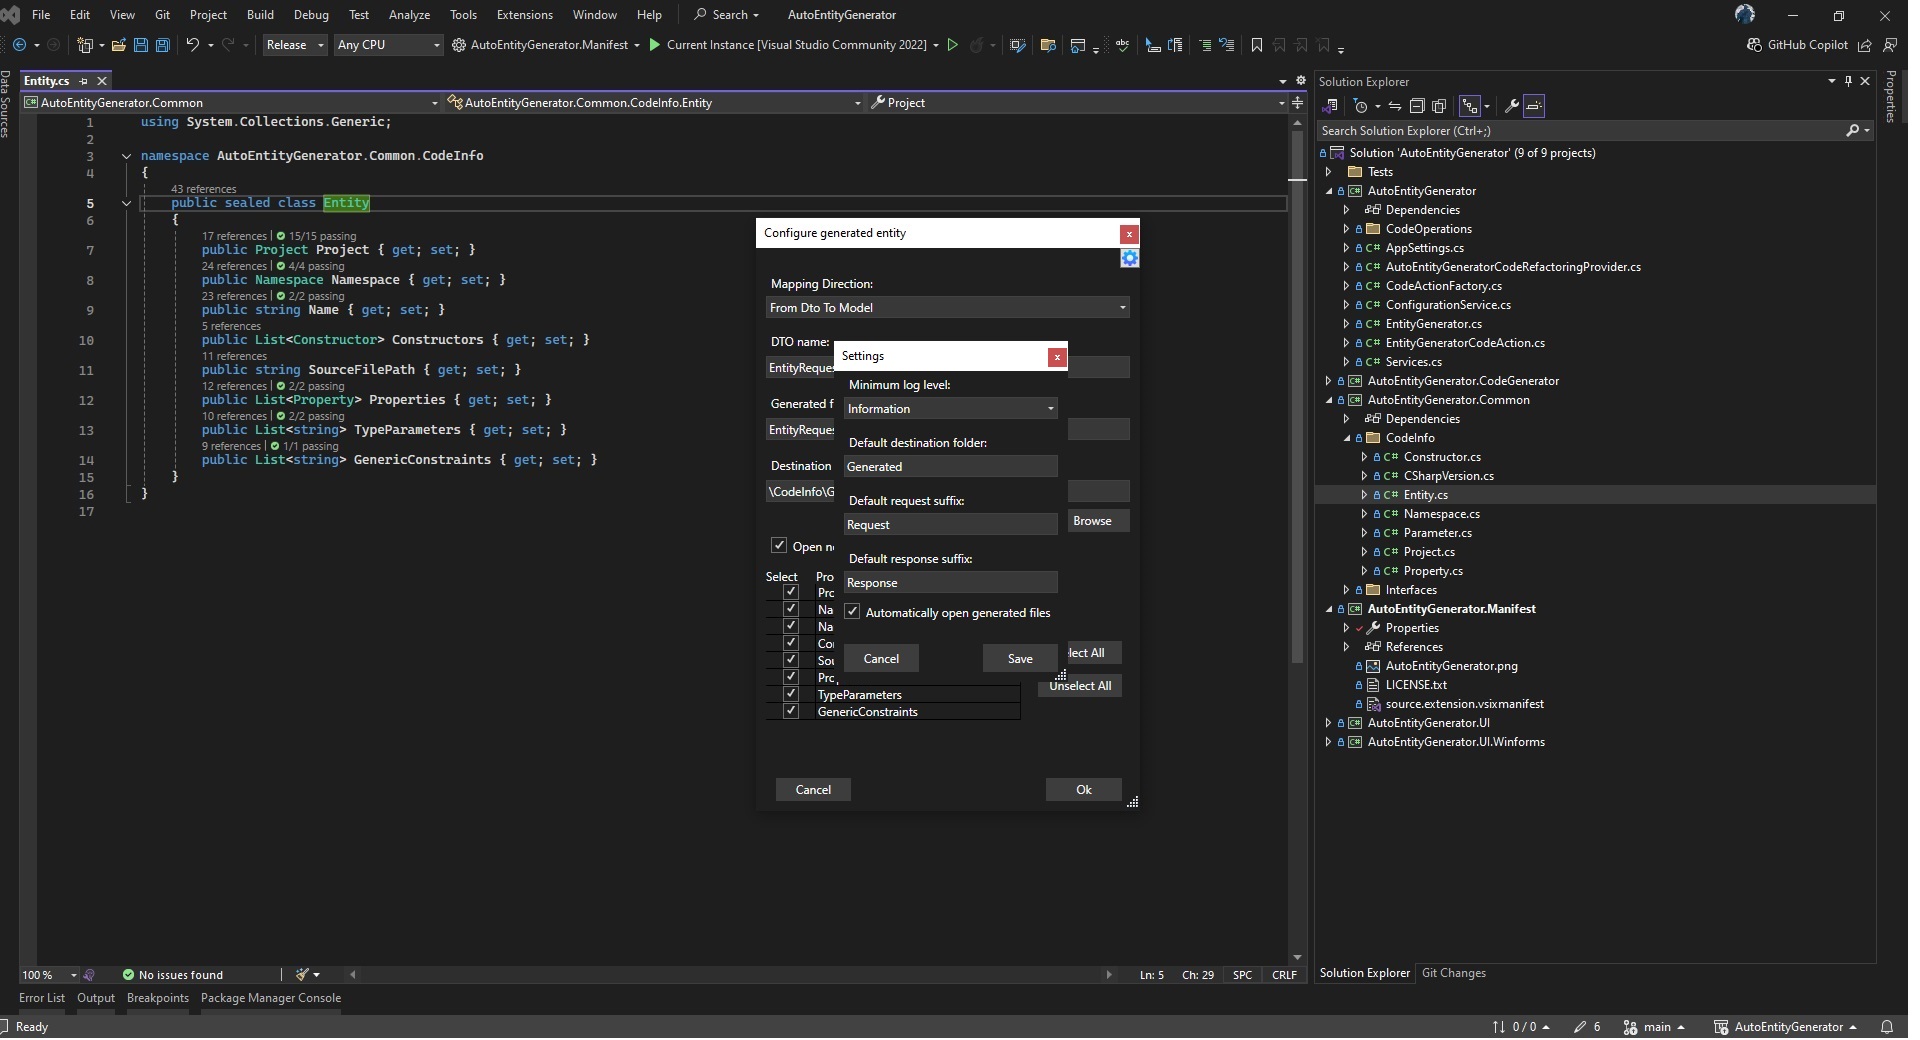 File Edit View Git Project Build Debug Test Analyze Tools Extensions Window Help Search AutoEntityGenerator
Release Any CPU AutoEntityGenerator.Manifest Current Instance [Visual Studio Community 2022] GitHub Copilot
Data Sources
Entity.cs
AutoEntityGenerator.Common AutoEntityGenerator.Common.CodeInfo.Entity Project
1 using System.Collections.Generic;
2
3 namespace AutoEntityGenerator.Common.CodeInfo
4 {
43 references
5 public sealed class Entity
6 {
17 references | 15/15 passing
7 public Project Project { get; set; }
24 references | 4/4 passing
8 public Namespace Namespace { get; set; }
23 references | 2/2 passing
9 public string Name { get; set; }
5 references
10 public List<Constructor> Constructors { get; set; }
11 references
11 public string SourceFilePath { get; set; }
12 references | 2/2 passing
12 public List<Property> Properties { get; set; }
10 references | 2/2 passing
13 public List<string> TypeParameters { get; set; }
9 references | 1/1 passing
14 public List<string> GenericConstraints { get; set; }
15 }
16 }
17
Configure generated entity
x
Mapping Direction:
From Dto To Model
DTO name:
EntityReques
Generated f
EntityReques
Destination
\CodeInfo\G
Browse
Open n
Select Pro
Pro
Na
Na
Con
Sou
Pro
TypeParameters
GenericConstraints
lect All
Unselect All
Cancel Ok
Settings
x
Minimum log level:
Information
Default destination folder:
Generated
Default request suffix:
Request
Default response suffix:
Response
Automatically open generated files
Cancel Save
Solution Explorer
Search Solution Explorer (Ctrl+;)
Solution 'AutoEntityGenerator' (9 of 9 projects)
Tests
C# AutoEntityGenerator
Dependencies
CodeOperations
C# AppSettings.cs
C# AutoEntityGeneratorCodeRefactoringProvider.cs
C# CodeActionFactory.cs
C# ConfigurationService.cs
C# EntityGenerator.cs
C# EntityGeneratorCodeAction.cs
C# Services.cs
C# AutoEntityGenerator.CodeGenerator
C# AutoEntityGenerator.Common
Dependencies
CodeInfo
C# Constructor.cs
C# CSharpVersion.cs
C# Entity.cs
C# Namespace.cs
C# Parameter.cs
C# Project.cs
C# Property.cs
Interfaces
C# AutoEntityGenerator.Manifest
Properties
References
AutoEntityGenerator.png
LICENSE.txt
source.extension.vsixmanifest
C# AutoEntityGenerator.UI
C# AutoEntityGenerator.UI.Winforms
Solution Explorer Git Changes
Properties
100 % No issues found Ln: 5 Ch: 29 SPC CRLF
Error List Output Breakpoints Package Manager Console
Ready 0 / 0 6 main AutoEntityGenerator